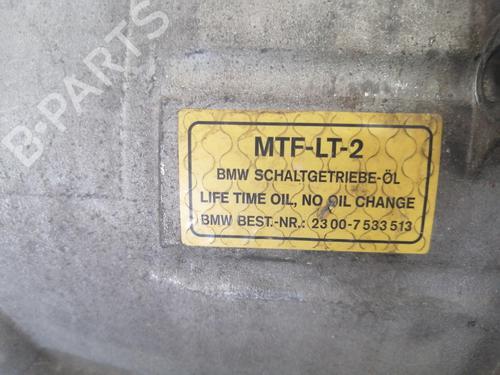 B-PARTS
MTF-LT-2
BMW SCHALTGETRIEBE-ÖL
LIFE TIME OIL, NO OIL CHANGE
BMW BEST.-NR.: 23 00-7 533 513